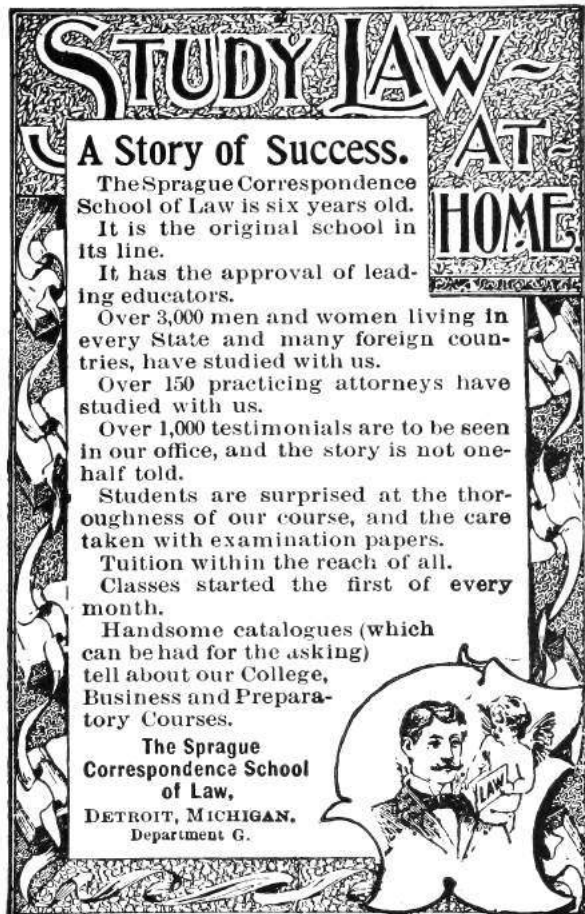 STUDY LAW-
AT-
HOME.
A Story of Success.
The Sprague Correspondence
School of Law is six years old.
It is the original school in
its line.
It has the approval of lead-
ing educators.
Over 3,000 men and women living in
every State and many foreign coun-
tries, have studied with us.
Over 150 practicing attorneys have
studied with us.
Over 1,000 testimonials are to be seen
in our office, and the story is not one-
half told.
Students are surprised at the thor-
oughness of our course, and the care
taken with examination papers.
Tuition within the reach of all.
Classes started the first of every
month.
Handsome catalogues (which
can be had for the asking)
tell about our College,
Business and Prepara-
tory Courses.
The Sprague
Correspondence School
of Law,
DETROIT, MICHIGAN.
Department G.
LAW